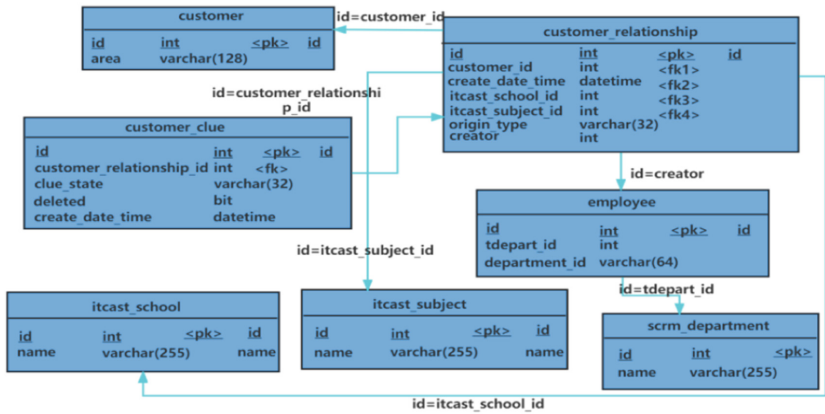 customer
id int <pk> id
area varchar(128)
id=customer_id
customer_relationship
id int <pk> id
customer_id int <fk1>
create_date_time datetime <fk2>
itcast_school_id int <fk3>
itcast_subject_id int <fk4>
origin_type varchar(32)
creator int
id=customer_relationshi
p_id
customer_clue
id int <pk> id
customer_relationship_id int <fk>
clue_state varchar(32)
deleted bit
create_date_time datetime
id=creator
employee
id int <pk> id
tdepart_id int
department_id varchar(64)
id=itcast_subject_id
id=tdepart_id
itcast_school
id int <pk> id
name varchar(255) name
itcast_subject
id int <pk> id
name varchar(255) name
scrm_department
id int <pk>
name varchar(255)
id=itcast_school_id